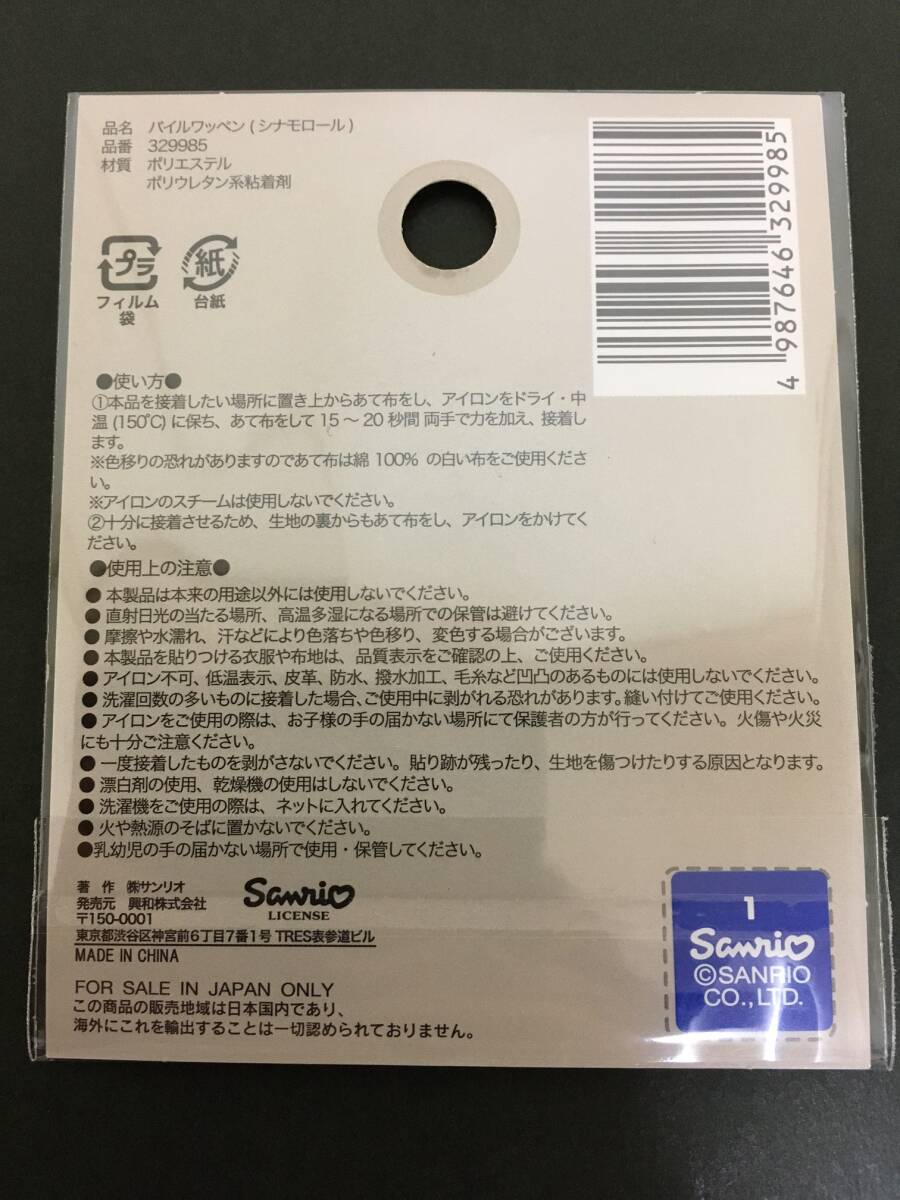 品名 パイルワッペン ( シナモロール )
品番 329985
材質 ポリエステル
ポリウレタン系粘着剤
4 987646 329985
プラ
フィルム
袋
紙
台紙
●使い方●
①本品を接着したい場所に置き上からあて布をし、アイロンをドライ・中
温 (150℃) に保ち、あて布をして 15 ～ 20 秒間 両手で力を加え、接着し
ます。
※色移りの恐れがありますのであて布は綿 100% の白い布をご使用くださ
い。
※アイロンのスチームは使用しないでください。
②十分に接着させるため、生地の裏からもあて布をし、アイロンをかけてく
ださい。
●使用上の注意●
● 本製品は本来の用途以外には使用しないでください。
● 直射日光の当たる場所、高温多湿になる場所での保管は避けてください。
● 摩擦や水濡れ、汗などにより色落ちや色移り、変色する場合がございます。
● 本製品を貼りつける衣服や布地は、品質表示をご確認の上、ご使用ください。
● アイロン不可、低温表示、皮革、防水、撥水加工、毛糸など凹凸のあるものには使用しないでください。
● 洗濯回数の多いものに接着した場合、ご使用中に剥がれる恐れがあります。縫い付けてご使用ください。
● アイロンをご使用の際は、お子様の手の届かない場所にて保護者の方が行ってください。火傷や火災
にも十分ご注意ください。
● 一度接着したものを剥がさないでください。貼り跡が残ったり、生地を傷つけたりする原因となります。
● 漂白剤の使用、乾燥機の使用はしないでください。
● 洗濯機をご使用の際は、ネットに入れてください。
● 火や熱源のそばに置かないでください。
●乳幼児の手の届かない場所で使用・保管してください。
著 作 ㈱サンリオ
発売元 興和株式会社
〒150-0001
東京都渋谷区神宮前6丁目7番1号 TRES表参道ビル
MADE IN CHINA
Sanrio
LICENSE
FOR SALE IN JAPAN ONLY
この商品の販売地域は日本国内であり、
海外にこれを輸出することは一切認められておりません。
1
Sanrio
©SANRIO
CO.,LTD.